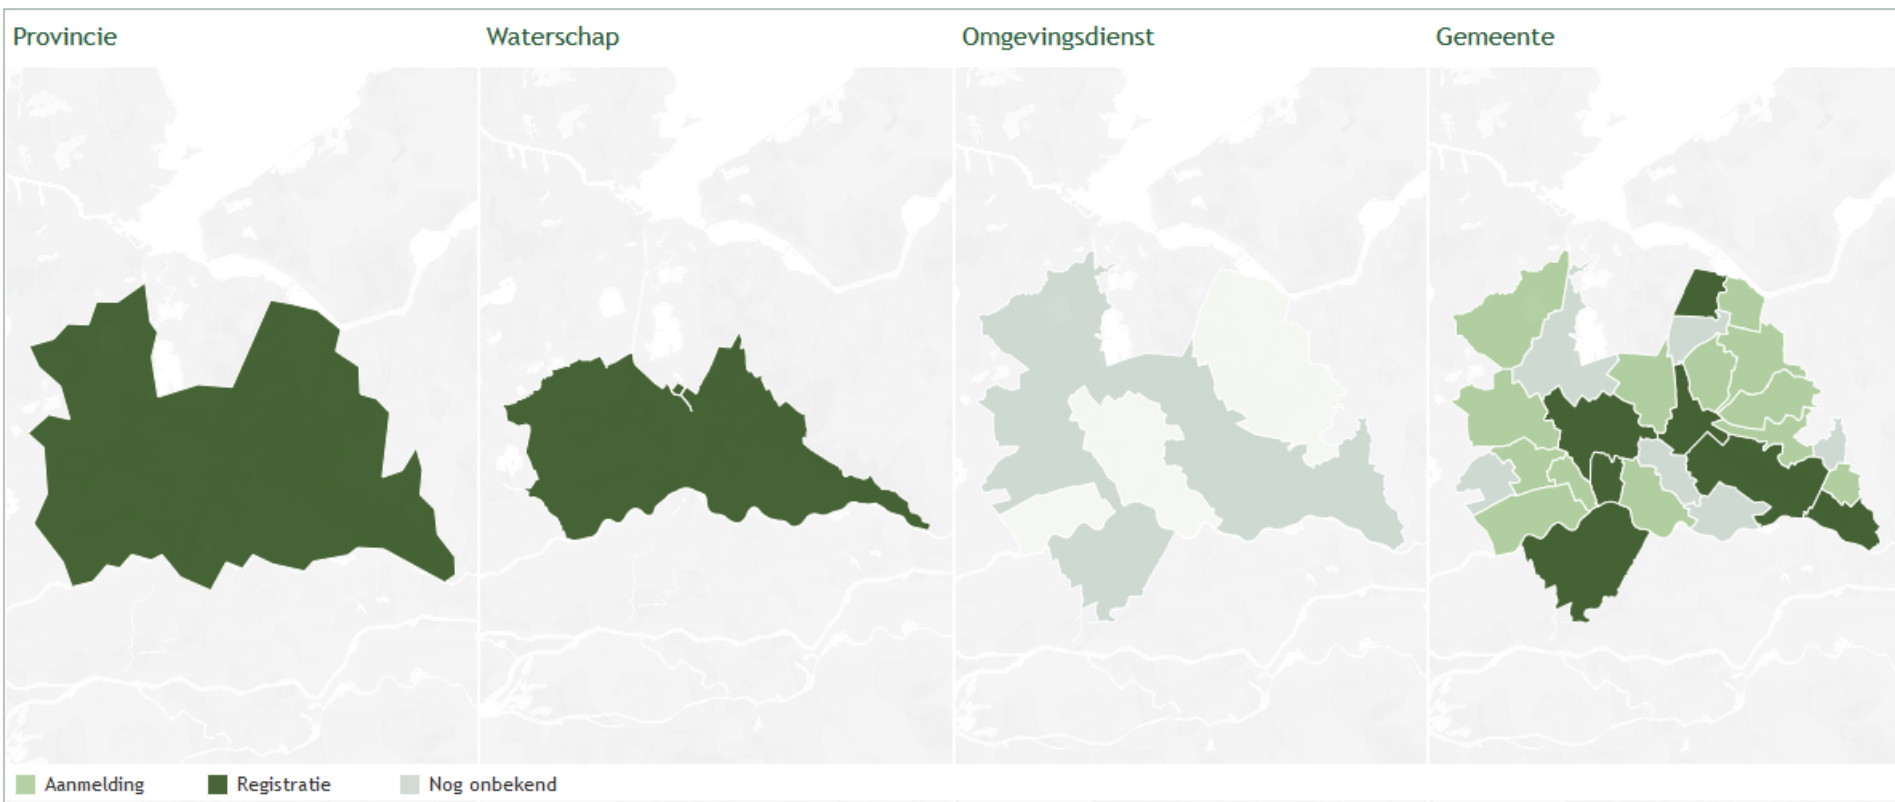 Provincie
Waterschap
Omgevingsdienst
Gemeente
Aanmelding
Registratie
Nog onbekend